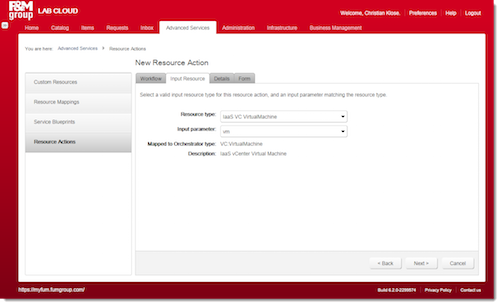 F&M
group
LAB CLOUD
Welcome, Christian Klose.
Preferences
Help
Logout
Home
Catalog
Items
Requests
Inbox
Advanced Services
Administration
Infrastructure
Business Management
You are here:
Advanced Services
Resource Actions
New Resource Action
Custom Resources
Resource Mappings
Service Blueprints
Resource Actions
Workflow
Input Resource
Details
Form
Select a valid input resource type for this resource action, and an input parameter matching the resource type.
Resource type:
IaaS VC VirtualMachine
Input parameter:
vm
Mapped to Orchestrator type:
VC:VirtualMachine
Description:
IaaS vCenter Virtual Machine
< Back
Next >
Cancel
https://myfum.fumgroup.com/
Build 6.2.0-2299574
Privacy Policy
Contact us